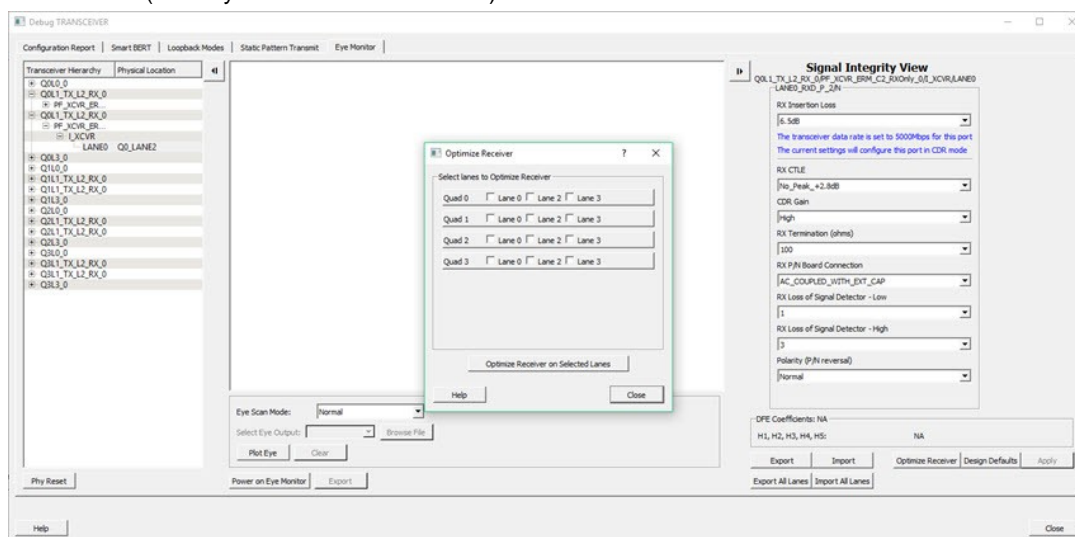 Debug TRANSCEIVER
Configuration Report
Smart BERT
Loopback Modes
Static Pattern Transmit
Eye Monitor
Transceiver Hierarchy
Physical Location
Q0L0_0
Q0L1_TX_L2_RX_0
PF_XCVR_ER...
Q0L1_TX_L2_RX_0
PF_XCVR_ER...
I_XCVR
LANE0 Q0_LANE2
Q0L3_0
Q1L0_0
Q1L1_TX_L2_RX_0
Q1L1_TX_L2_RX_0
Q1L3_0
Q2L0_0
Q2L1_TX_L2_RX_0
Q2L1_TX_L2_RX_0
Q2L3_0
Q3L0_0
Q3L1_TX_L2_RX_0
Q3L1_TX_L2_RX_0
Q3L3_0
Phy Reset
Help
Optimize Receiver
? X
Select lanes to Optimize Receiver
Quad 0 Lane 0 Lane 2 Lane 3
Quad 1 Lane 0 Lane 2 Lane 3
Quad 2 Lane 0 Lane 2 Lane 3
Quad 3 Lane 0 Lane 2 Lane 3
Optimize Receiver on Selected Lanes
Help
Close
Eye Scan Mode: Normal
Select Eye Output: Browse File
Plot Eye Clear
Power on Eye Monitor Export
Signal Integrity View
Q0L1_TX_L2_RX_0/PF_XCVR_ERM_C2_RXOnly_0/I_XCVR/LANE0
LANE0_RXD_P_2/N
RX Insertion Loss
6.5dB
The transceiver data rate is set to 5000Mbps for this port
The current settings will configure this port in CDR mode
RX CTLE
No_Peak_+2.8dB
CDR Gain
High
RX Termination (ohms)
100
RX P/N Board Connection
AC_COUPLED_WITH_EXT_CAP
RX Loss of Signal Detector - Low
1
RX Loss of Signal Detector - High
3
Polarity (P/N reversal)
Normal
DFE Coefficients: NA
H1, H2, H3, H4, H5: NA
Export Import Optimize Receiver Design Defaults Apply
Export All Lanes Import All Lanes
Close